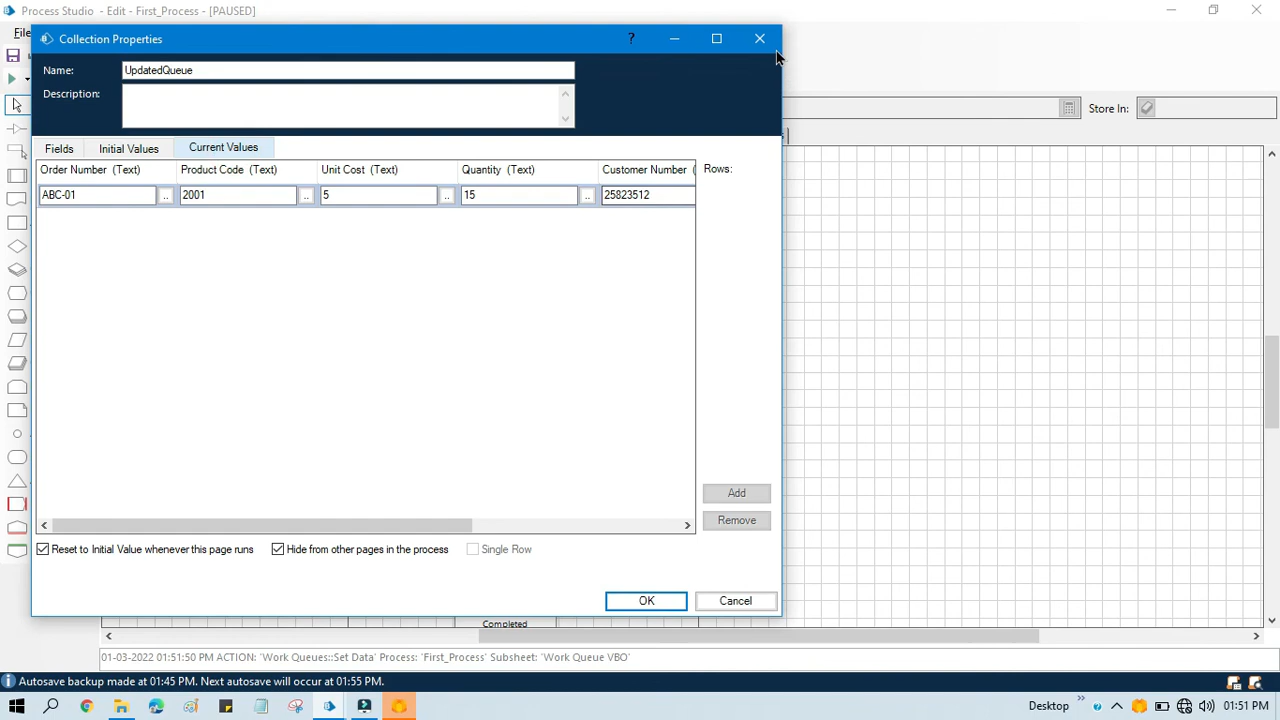 Process Studio - Edit - First_Process - [PAUSED]
Collection Properties
?
Name:
UpdatedQueue
Description:
Store In:
Fields
Initial Values
Current Values
Order Number (Text)
Product Code (Text)
Unit Cost (Text)
Quantity (Text)
Customer Number (
Rows:
ABC-01
..
2001
..
5
..
15
..
25823512
Add
Remove
Reset to Initial Value whenever this page runs
Hide from other pages in the process
Single Row
OK
Cancel
Completed
01-03-2022 01:51:50 PM ACTION: 'Work Queues::Set Data' Process: 'First_Process' Subsheet: 'Work Queue VBO'
Autosave backup made at 01:45 PM. Next autosave will occur at 01:55 PM.
Desktop
01:51 PM